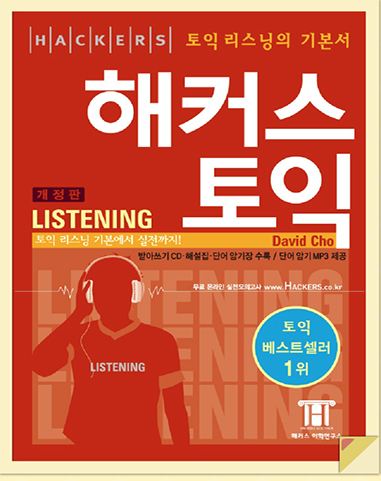 HACKERS 토익 리스닝의 기본서
해커스
토익
개정판
LISTENING
토익 리스닝 기본에서 실전까지!
David Cho
받아쓰기 CD·해설집·단어 암기장 수록 / 단어 암기 MP3 제공
무료 온라인 실전모의고사 www.HACKERS.co.kr
LISTENING
LISTENING
LISTENING
LISTENING
토익
베스트셀러
1위
해커스 어학연구소